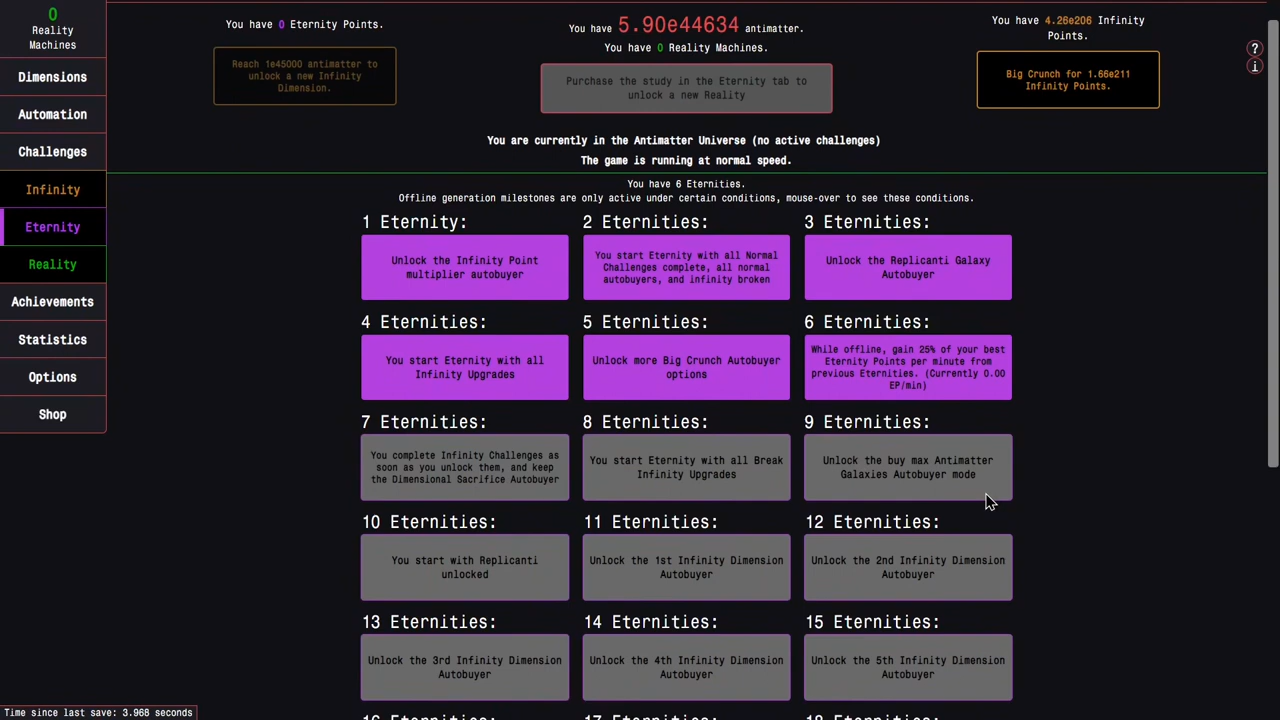 0
Reality
Machines
Dimensions
Automation
Challenges
Infinity
Eternity
Reality
Achievements
Statistics
Options
Shop
You have 0 Eternity Points.
Reach 1e45000 antimatter to
unlock a new Infinity
Dimension.
You have 5.90e44634 antimatter.
You have 0 Reality Machines.
Purchase the study in the Eternity tab to
unlock a new Reality
You have 4.26e206 Infinity
Points.
Big Crunch for 1.66e211
Infinity Points.
?
i
You are currently in the Antimatter Universe (no active challenges)
The game is running at normal speed.
You have 6 Eternities.
Offline generation milestones are only active under certain conditions, mouse-over to see these conditions.
1 Eternity:
Unlock the Infinity Point
multiplier autobuyer
2 Eternities:
You start Eternity with all Normal
Challenges complete, all normal
autobuyers, and infinity broken
3 Eternities:
Unlock the Replicanti Galaxy
Autobuyer
4 Eternities:
You start Eternity with all
Infinity Upgrades
5 Eternities:
Unlock more Big Crunch Autobuyer
options
6 Eternities:
While offline, gain 25% of your best
Eternity Points per minute from
previous Eternities. (Currently 0.00
EP/min)
7 Eternities:
You complete Infinity Challenges as
soon as you unlock them, and keep
the Dimensional Sacrifice Autobuyer
8 Eternities:
You start Eternity with all Break
Infinity Upgrades
9 Eternities:
Unlock the buy max Antimatter
Galaxies Autobuyer mode
10 Eternities:
You start with Replicanti
unlocked
11 Eternities:
Unlock the 1st Infinity Dimension
Autobuyer
12 Eternities:
Unlock the 2nd Infinity Dimension
Autobuyer
13 Eternities:
Unlock the 3rd Infinity Dimension
Autobuyer
14 Eternities:
Unlock the 4th Infinity Dimension
Autobuyer
15 Eternities:
Unlock the 5th Infinity Dimension
Autobuyer
16 Eternities:
17 Eternities:
18 Eternities:
Time since last save: 3.968 seconds